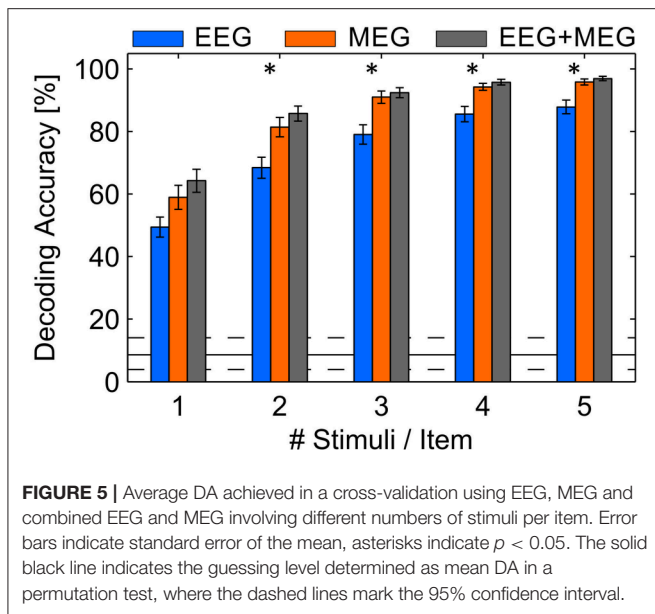 EEG MEG EEG+MEG
100
80
60
40
20
0
* * * *
Decoding Accuracy [%]
1 2 3 4 5
# Stimuli / Item
FIGURE 5 | Average DA achieved in a cross-validation using EEG, MEG and
combined EEG and MEG involving different numbers of stimuli per item. Error
bars indicate standard error of the mean, asterisks indicate p < 0.05. The solid
black line indicates the guessing level determined as mean DA in a
permutation test, where the dashed lines mark the 95% confidence interval.